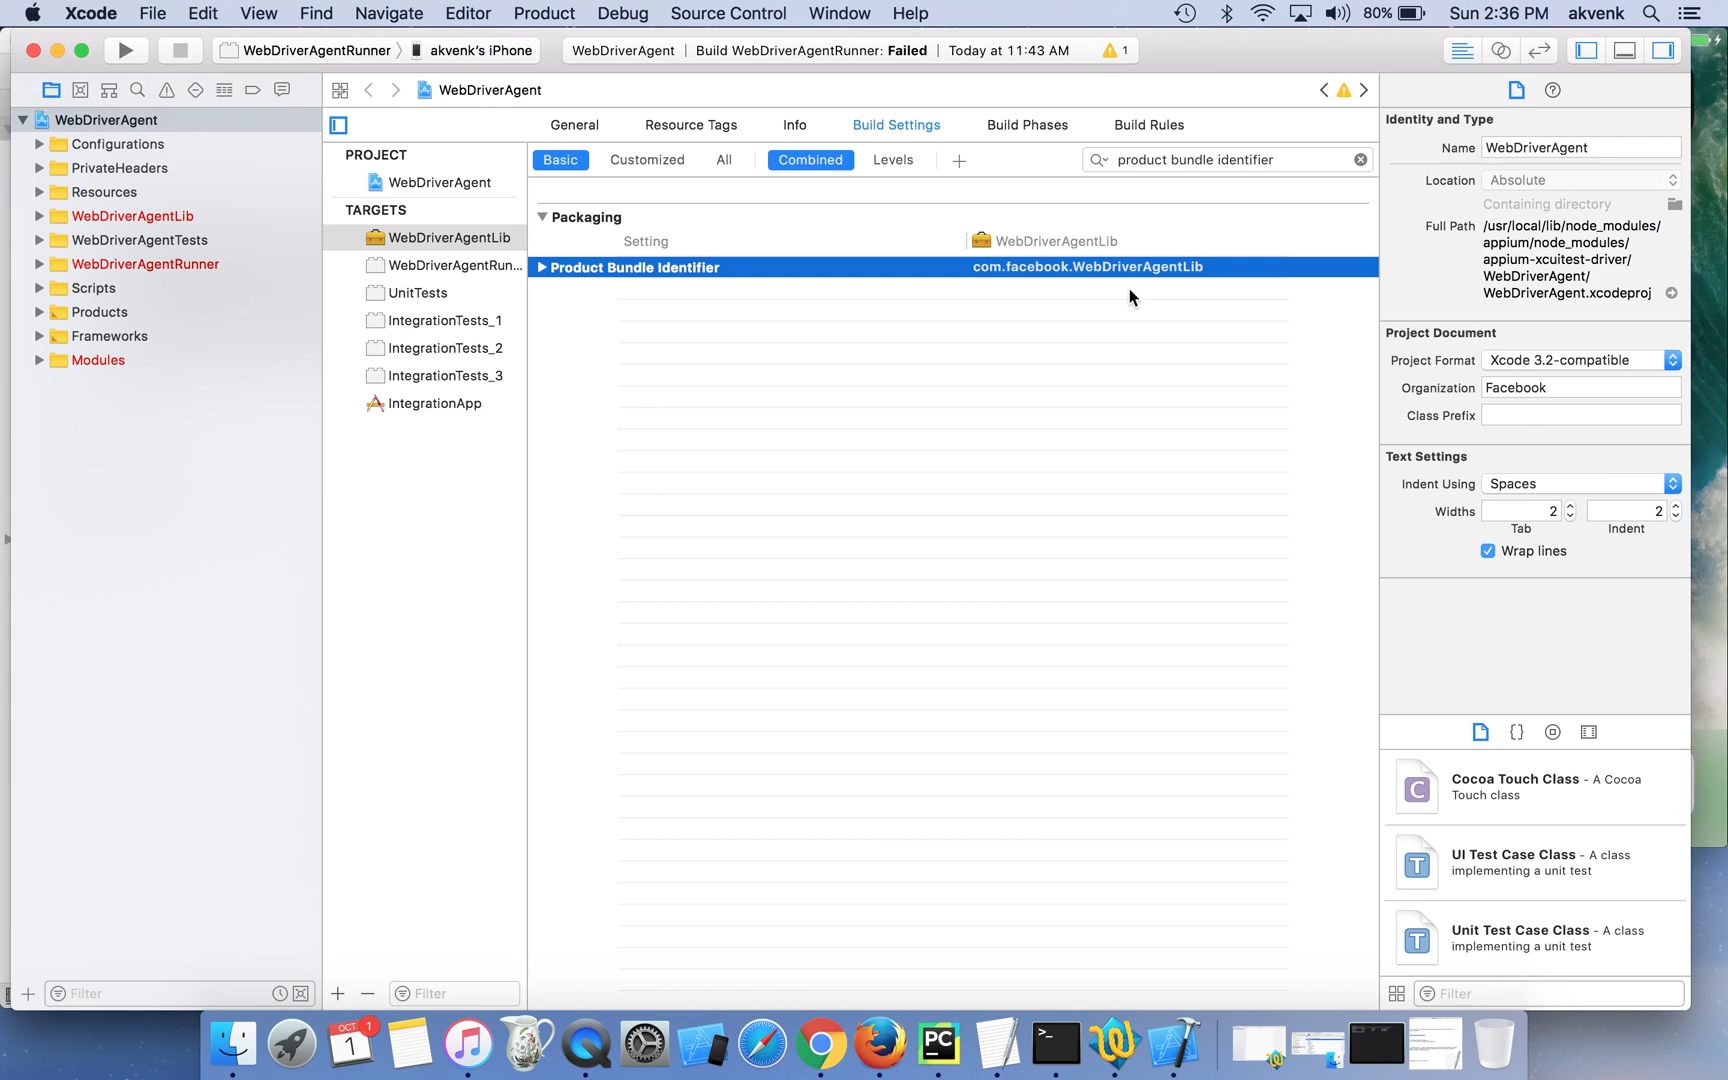 Xcode File Edit View Find Navigate Editor Product Debug Source Control Window Help 80% Sun 2:36 PM akvenk
WebDriverAgentRunner akvenk's iPhone WebDriverAgent | Build WebDriverAgentRunner: Failed | Today at 11:43 AM 1
WebDriverAgent
WebDriverAgent
Configurations
PrivateHeaders
Resources
WebDriverAgentLib
WebDriverAgentTests
WebDriverAgentRunner
Scripts
Products
Frameworks
Modules
Filter
General Resource Tags Info Build Settings Build Phases Build Rules
PROJECT
WebDriverAgent
TARGETS
WebDriverAgentLib
WebDriverAgentRun...
UnitTests
IntegrationTests_1
IntegrationTests_2
IntegrationTests_3
IntegrationApp
Filter
Basic Customized All Combined Levels + product bundle identifier
Packaging
Setting WebDriverAgentLib
Product Bundle Identifier com.facebook.WebDriverAgentLib
Identity and Type
Name WebDriverAgent
Location Absolute
Containing directory
Full Path /usr/local/lib/node_modules/
appium/node_modules/
appium-xcuitest-driver/
WebDriverAgent/
WebDriverAgent.xcodeproj
Project Document
Project Format Xcode 3.2-compatible
Organization Facebook
Class Prefix
Text Settings
Indent Using Spaces
Widths 2 2
Tab Indent
Wrap lines
{}
C
Cocoa Touch Class - A Cocoa
Touch class
T
UI Test Case Class - A class
implementing a unit test
T
Unit Test Case Class - A class
implementing a unit test
Filter
OCT 1
1
PC
>_